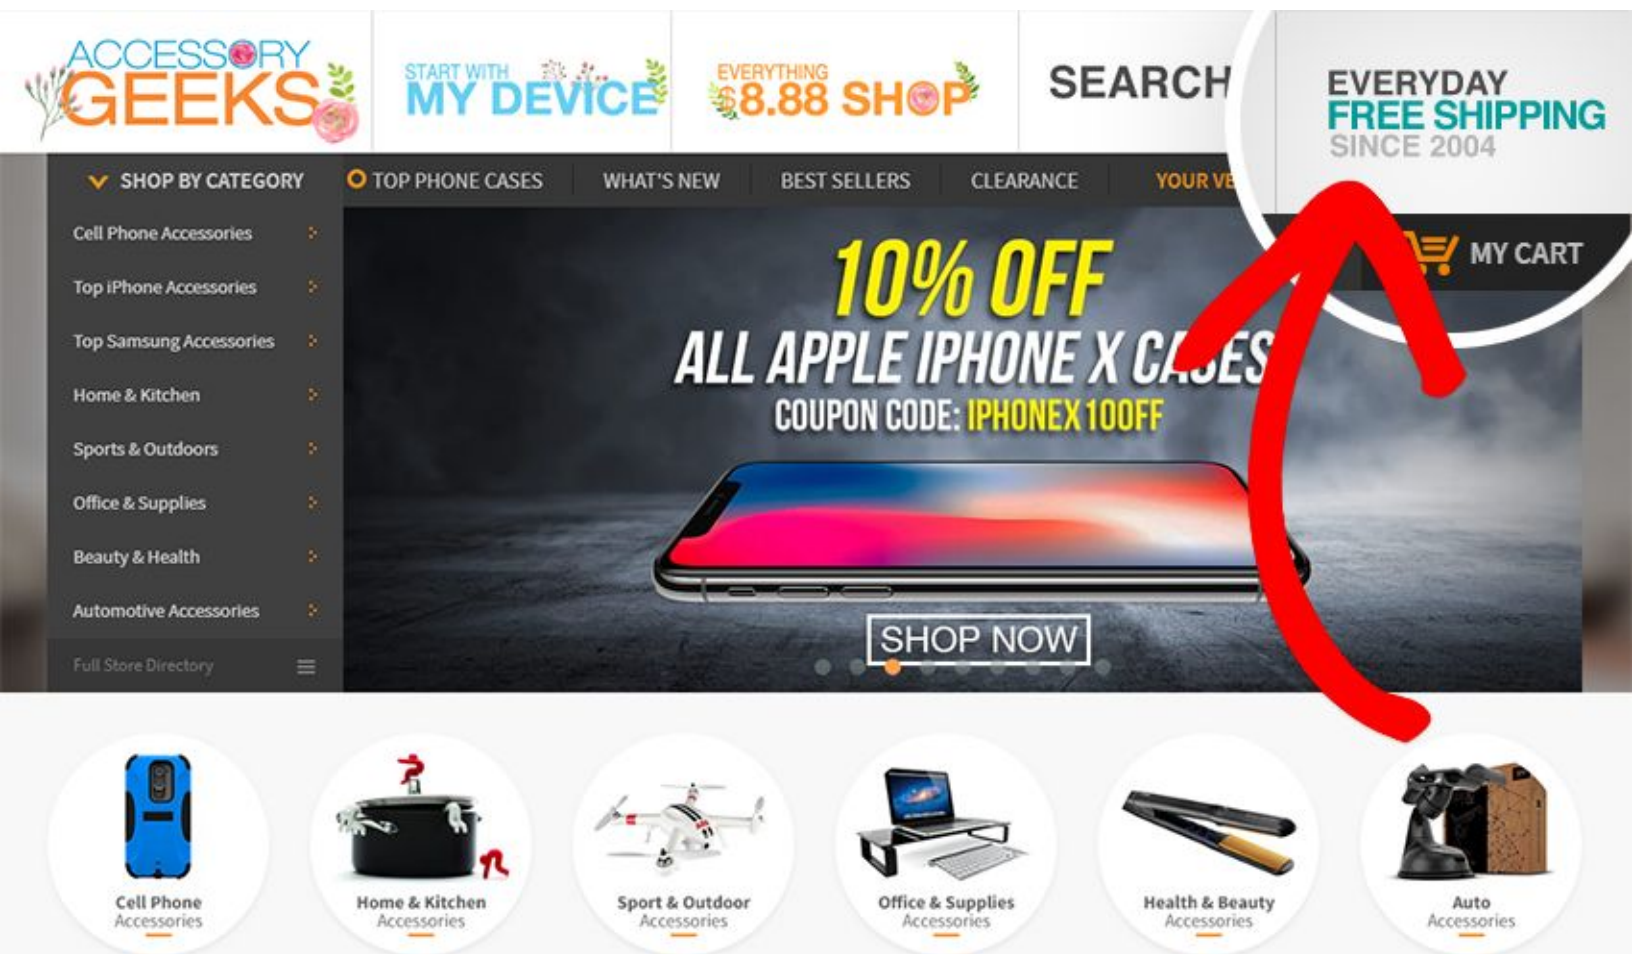 ACCESSORY
GEEKS
START WITH
MY DEVICE
EVERYTHING
$8.88 SHOP
SEARCH
EVERYDAY
FREE SHIPPING
SINCE 2004
MY CART
SHOP BY CATEGORY
TOP PHONE CASES
WHAT'S NEW
BEST SELLERS
CLEARANCE
YOUR VE
Cell Phone Accessories
Top iPhone Accessories
Top Samsung Accessories
Home & Kitchen
Sports & Outdoors
Office & Supplies
Beauty & Health
Automotive Accessories
Full Store Directory
10% OFF
ALL APPLE IPHONE X CASES
COUPON CODE: IPHONEX10OFF
SHOP NOW
Cell Phone
Accessories
Home & Kitchen
Accessories
Sport & Outdoor
Accessories
Office & Supplies
Accessories
Health & Beauty
Accessories
Auto
Accessories